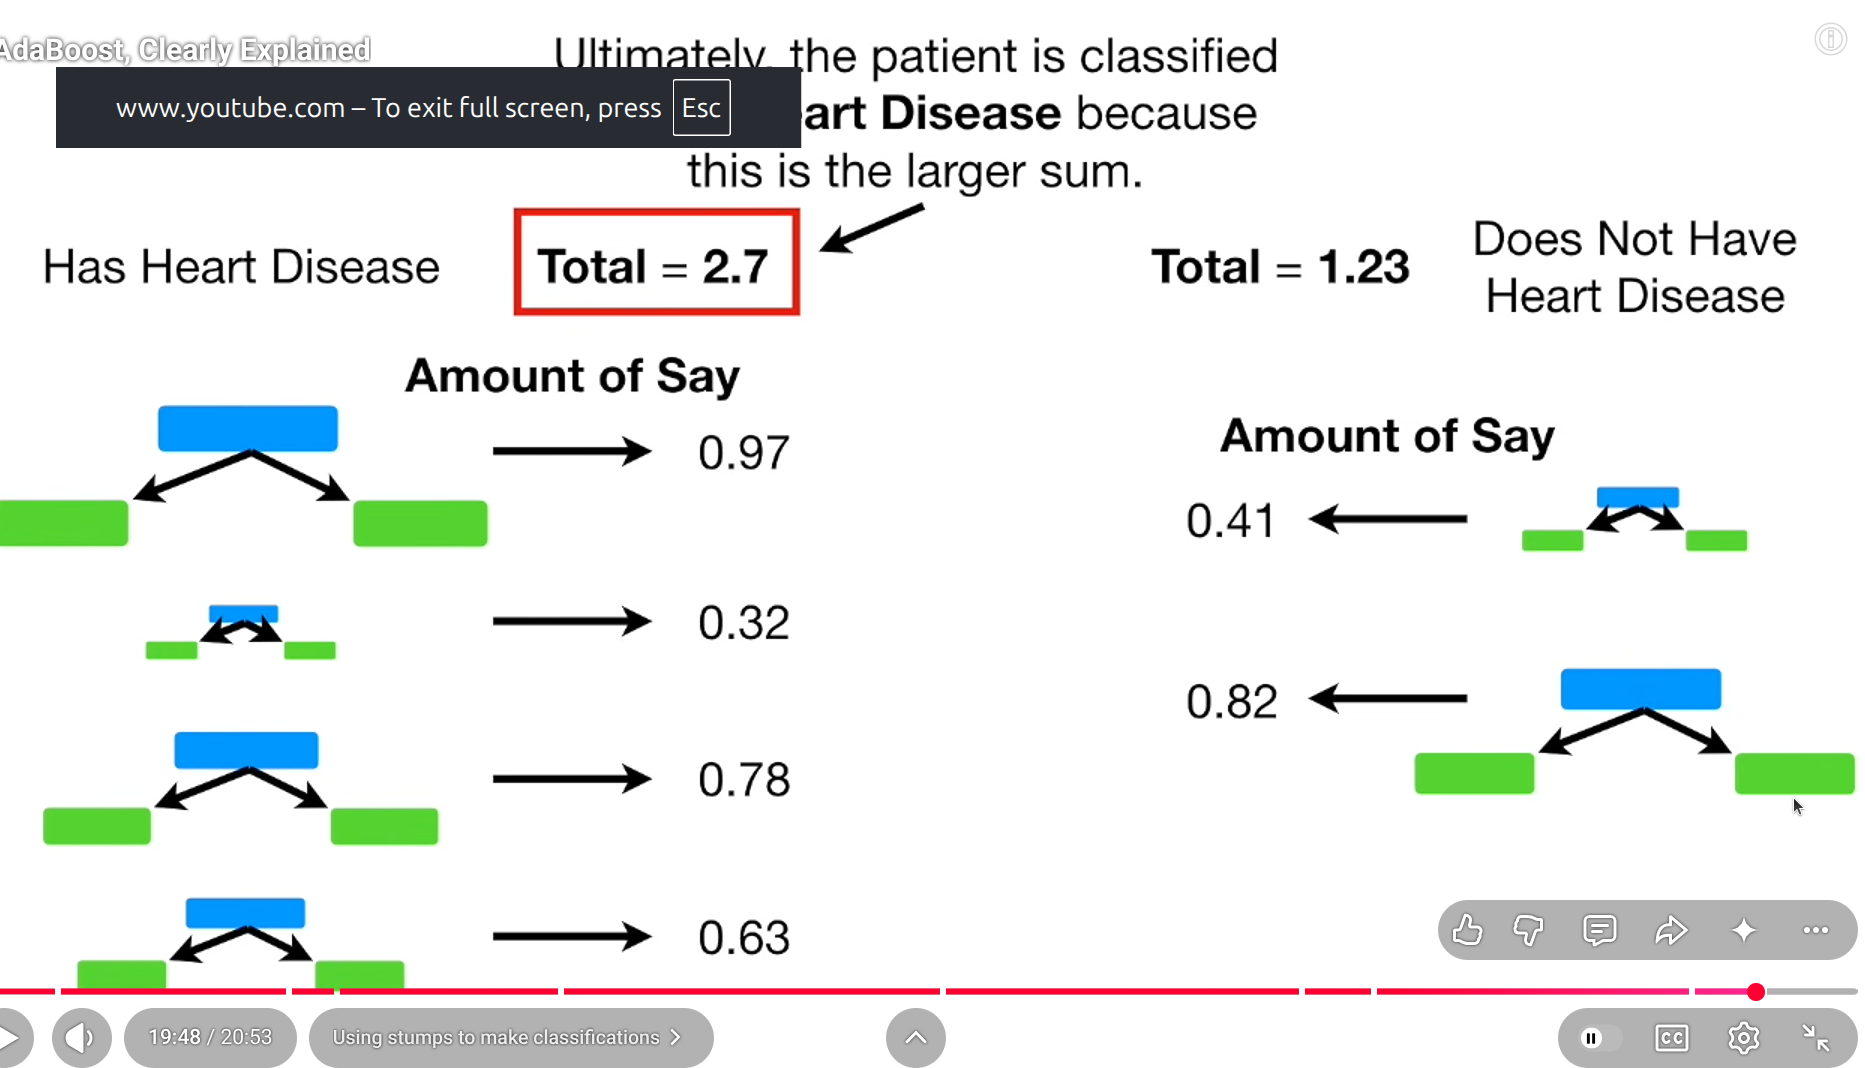 AdaBoost, Clearly Explained
Ultimately, the patient is classified
www.youtube.com – To exit full screen, press Esc
Disease because
this is the larger sum.
Has Heart Disease
Total = 2.7
Total = 1.23
Does Not Have
Heart Disease
Amount of Say
0.97
0.32
0.78
0.63
Amount of Say
0.41
0.82
19:48 / 20:53
Using stumps to make classifications
CC